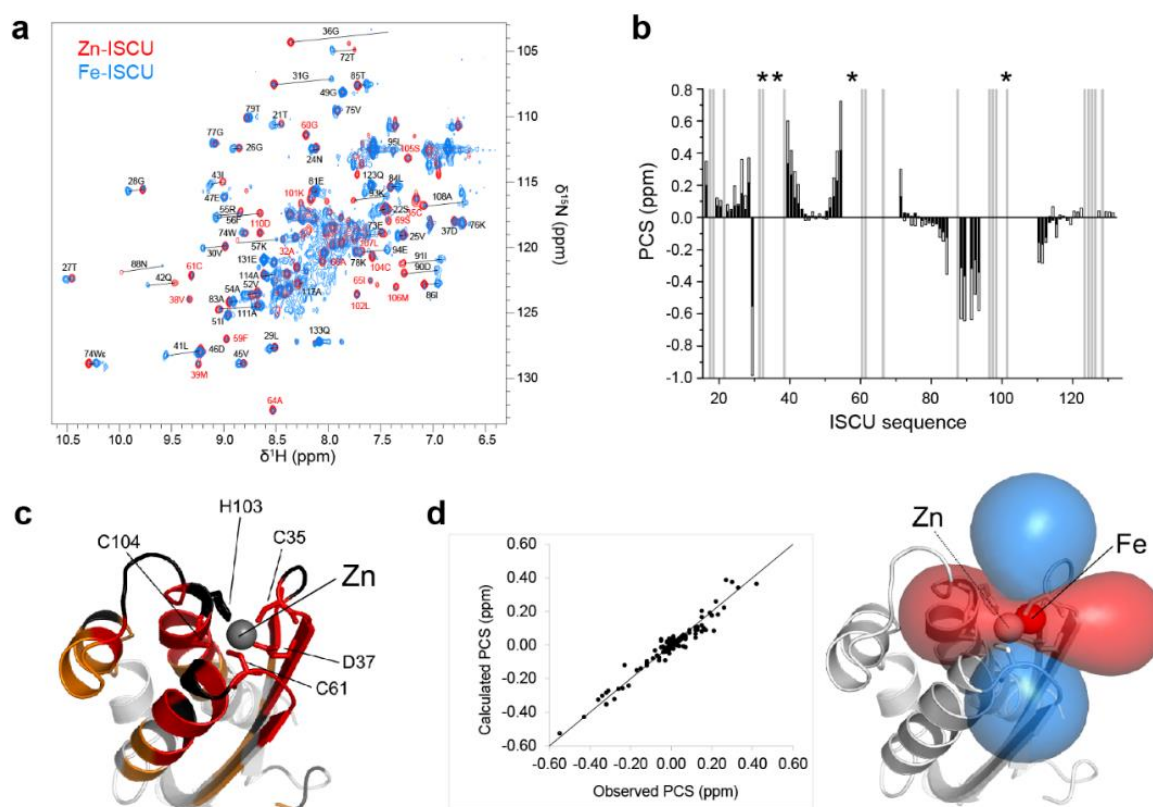 a
Zn-ISCU
Fe-ISCU
36G
72T
31G
85T
49G
75V
79T
21T
77G
60G
26G
24N
95L
105S
43I
81E
123Q
93K
84L
28G
47E
101K
108A
55R
56F
110D
22S
69S
37D
76K
74W
73E
25V
30V
57K
32A
107L
131E
78K
94E
104C
91I
90D
27T
88N
61C
114A
42Q
54A
52V
65I
106M
86I
38V
83A
117A
102L
111A
51I
59F
133Q
74Wε
41L
46D
45V
39M
64A
105
110
115
120
125
130
δ¹⁵N (ppm)
10.5 10.0 9.5 9.0 8.5 8.0 7.5 7.0 6.5
δ¹H (ppm)
b
* * * *
0.8
0.6
0.4
0.2
0.0
-0.2
-0.4
-0.6
-0.8
-1.0
PCS (ppm)
20 40 60 80 100 120
ISCU sequence
c
H103
C104
C35
Zn
D37
C61
d
0.60
0.40
0.20
0.00
-0.20
-0.40
-0.60
Calculated PCS (ppm)
-0.60 -0.40 -0.20 0.00 0.20 0.40 0.60
Observed PCS (ppm)
Zn
Fe